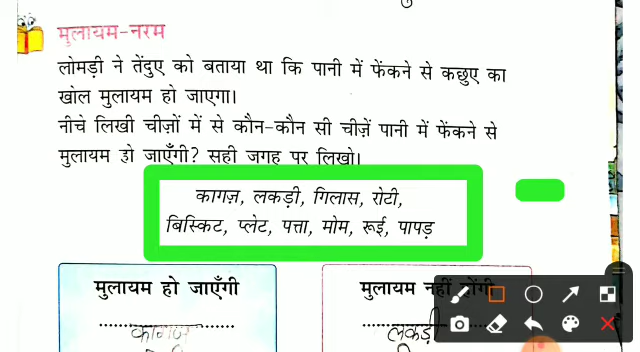 मुलायम-नरम
लोमड़ी ने तेंदुए को बताया था कि पानी में फेंकने से कछुए का
खोल मुलायम हो जाएगा।
नीचे लिखी चीज़ों में से कौन-कौन सी चीज़ें पानी में फेंकने से
मुलायम हो जाएँगी? सही जगह पर लिखो।
कागज़, लकड़ी, गिलास, रोटी,
बिस्किट, प्लेट, पत्ता, मोम, रूई, पापड़
मुलायम हो जाएँगी
मुलायम नहीं होंगी
कागज
लकड़ी